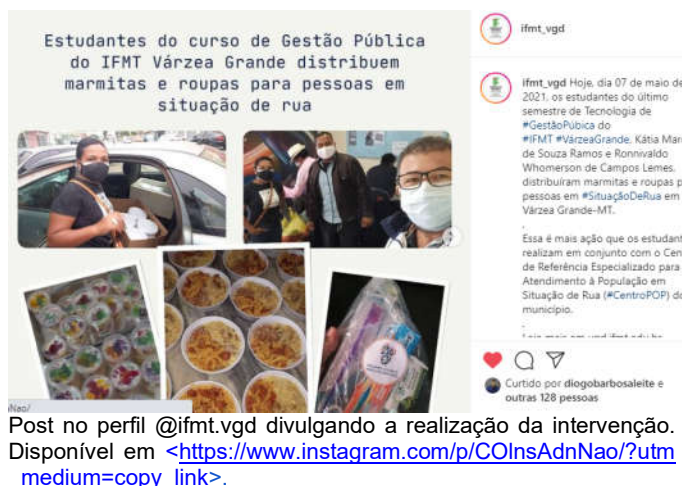 Estudantes do curso de Gestão Pública
do IFMT Várzea Grande distribuem
marmitas e roupas para pessoas em
situação de rua
ifmt_vgd
ifmt_vgd Hoje, dia 07 de maio de
2021, os estudantes do último
semestre de Tecnologia de
#GestãoPúbica do
#IFMT #VárzeaGrande, Kátia Mar
de Souza Ramos e Ronnivaldo
Whomerson de Campos Lemes,
distribuíram marmitas e roupas p
pessoas em #SituaçãoDeRua em
Várzea Grande-MT.
.
Essa é mais ação que os estudant
realizam em conjunto com o Cen
de Referência Especializado para
Atendimento à População em
Situação de Rua (#CentroPOP) do
município.
.
Curtido por diogobarbosaleite e
outras 128 pessoas
Nao/
Post no perfil @ifmt.vgd divulgando a realização da intervenção.
Disponível em <https://www.instagram.com/p/COlnsAdnNao/?utm
_medium=copy_link>.